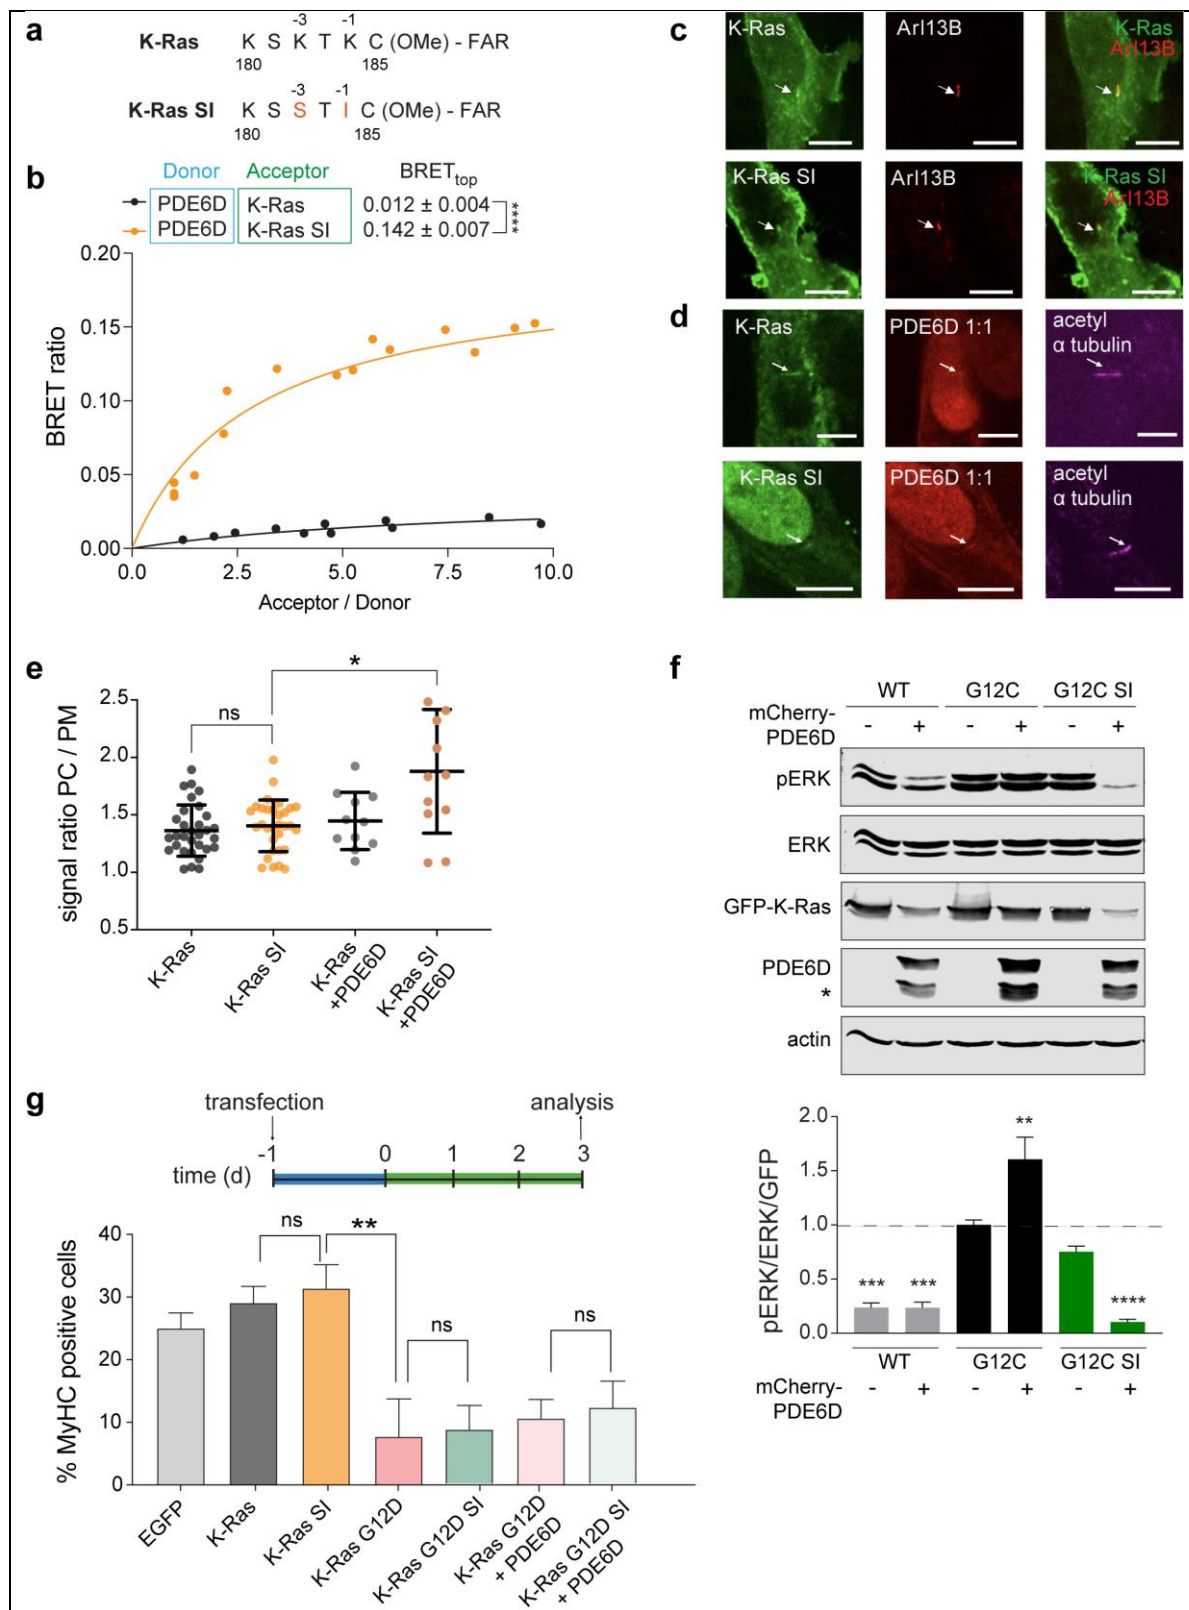 a
-3 -1
K-Ras K S K T K C (OMe) - FAR
180 185
-3 -1
K-Ras SI K S S T I C (OMe) - FAR
180 185
b
Donor Acceptor BRETtop
PDE6D K-Ras 0.012 ± 0.004
PDE6D K-Ras SI 0.142 ± 0.007
****
0.20
0.15
0.10
0.05
0.00
BRET ratio
0.0 2.5 5.0 7.5 10.0
Acceptor / Donor
c
K-Ras Arl13B K-Ras
Arl13B
K-Ras SI Arl13B K-Ras SI
Arl13B
d
K-Ras PDE6D 1:1 acetyl
α tubulin
K-Ras SI PDE6D 1:1 acetyl
α tubulin
e
*
ns
2.5
2.0
1.5
1.0
0.5
signal ratio PC / PM
K-Ras
K-Ras SI
K-Ras
+PDE6D
K-Ras SI
+PDE6D
f
WT G12C G12C SI
mCherry-
PDE6D
- + - + - +
pERK
ERK
GFP-K-Ras
PDE6D
*
actin
2.0
1.5
1.0
0.5
0.0
pERK/ERK/GFP
*** *** ** ****
WT G12C G12C SI
mCherry-
PDE6D
- + - + - +
g
transfection analysis
-1 0 1 2 3
time (d)
40
30
20
10
0
% MyHC positive cells
ns ** ns ns
EGFP
K-Ras
K-Ras SI
K-Ras G12D
K-Ras G12D SI
K-Ras G12D
+ PDE6D
K-Ras G12D SI
+ PDE6D